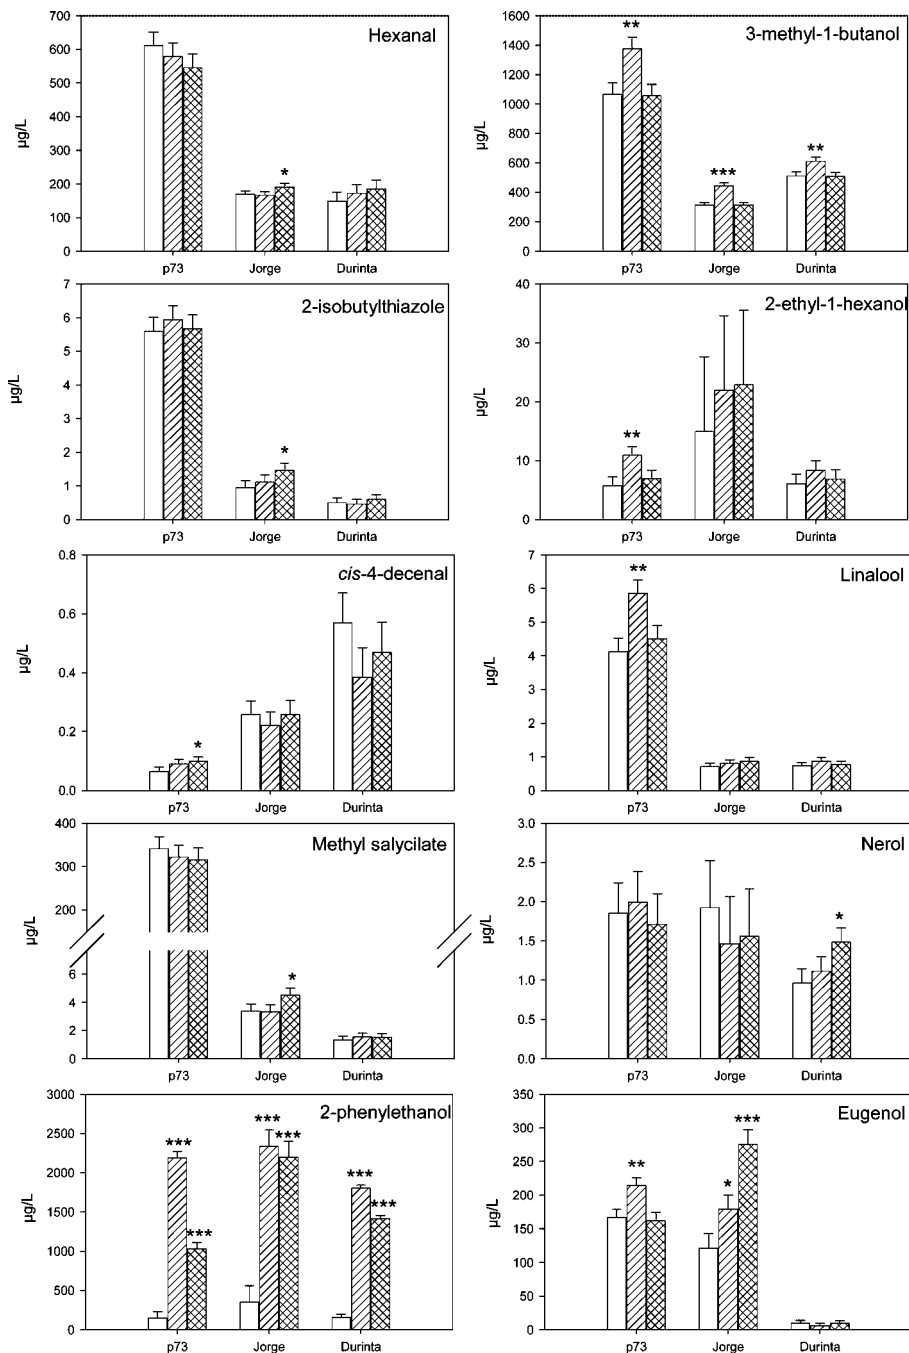 Hexanal
µg/L
700
600
500
400
300
200
100
0
*
p73 Jorge Durinta
3-methyl-1-butanol
µg/L
1600
1400
1200
1000
800
600
400
200
0
** *** **
p73 Jorge Durinta
2-isobutylthiazole
µg/L
7
6
5
4
3
2
1
0
*
p73 Jorge Durinta
2-ethyl-1-hexanol
µg/L
40
30
20
10
0
**
p73 Jorge Durinta
cis-4-decenal
µg/L
0.8
0.6
0.4
0.2
0.0
*
p73 Jorge Durinta
Linalool
µg/L
7
6
5
4
3
2
1
0
**
p73 Jorge Durinta
Methyl salycilate
µg/L
400
300
200
6
4
2
0
*
p73 Jorge Durinta
Nerol
µg/L
3.0
2.5
2.0
1.5
1.0
0.5
0.0
*
p73 Jorge Durinta
2-phenylethanol
µg/L
3000
2500
2000
1500
1000
500
0
*** *** *** *** *** ***
p73 Jorge Durinta
Eugenol
µg/L
350
300
250
200
150
100
50
0
** * ***
p73 Jorge Durinta